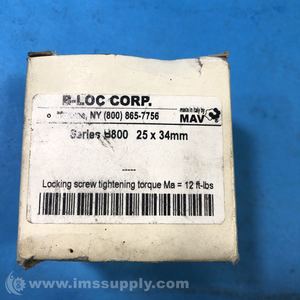 B-LOC CORP.
NY (800) 865-7756
made in Italy by
MAV
Series B800 25 x 34mm
-----
Locking screw tightening torque Ma = 12 ft-lbs
© www.imssupply.com